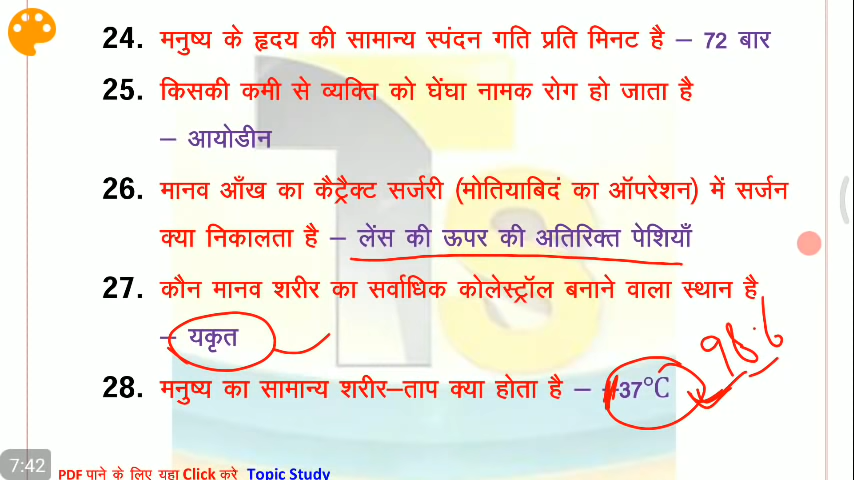 24. मनुष्य के हृदय की सामान्य स्पंदन गति प्रति मिनट है – 72 बार
25. किसकी कमी से व्यक्ति को घेंघा नामक रोग हो जाता है
– आयोडीन
26. मानव आँख का कैट्रैक्ट सर्जरी (मोतियाबिदं का ऑपरेशन) में सर्जन
क्या निकालता है – लेंस की ऊपर की अतिरिक्त पेशियाँ
27. कौन मानव शरीर का सर्वाधिक कोलेस्ट्रॉल बनाने वाला स्थान है
– यकृत
98.6
28. मनुष्य का सामान्य शरीर–ताप क्या होता है – 37°C
7:42
PDF पाने के लिए यहा Click करे Topic Study